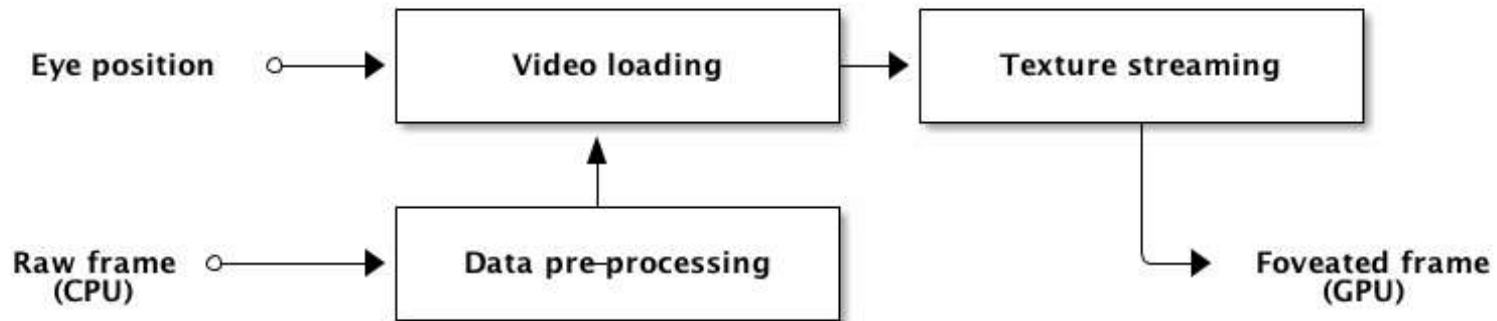 Eye position
Video loading
Texture streaming
Raw frame
(CPU)
Data pre-processing
Foveated frame
(GPU)